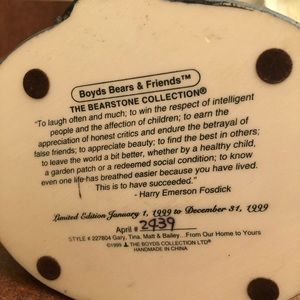 Boyds Bears & Friends™
THE BEARSTONE COLLECTION®
"To laugh often and much; to win the respect of intelligent
people and the affection of children; to earn the
appreciation of honest critics and endure the betrayal of
false friends; to appreciate beauty; to find the best in others;
to leave the world a bit better, whether by a healthy child,
a garden patch or a redeemed social condition; to know
even one life has breathed easier because you have lived.
This is to have succeeded."
- Harry Emerson Fosdick
Limited Edition January 1, 1999 to December 31, 1999
April # 2439
STYLE # 227804 Gary, Tina, Matt & Bailey...From Our Home to Yours
©1999 THE BOYDS COLLECTION LTD®
HANDMADE IN CHINA